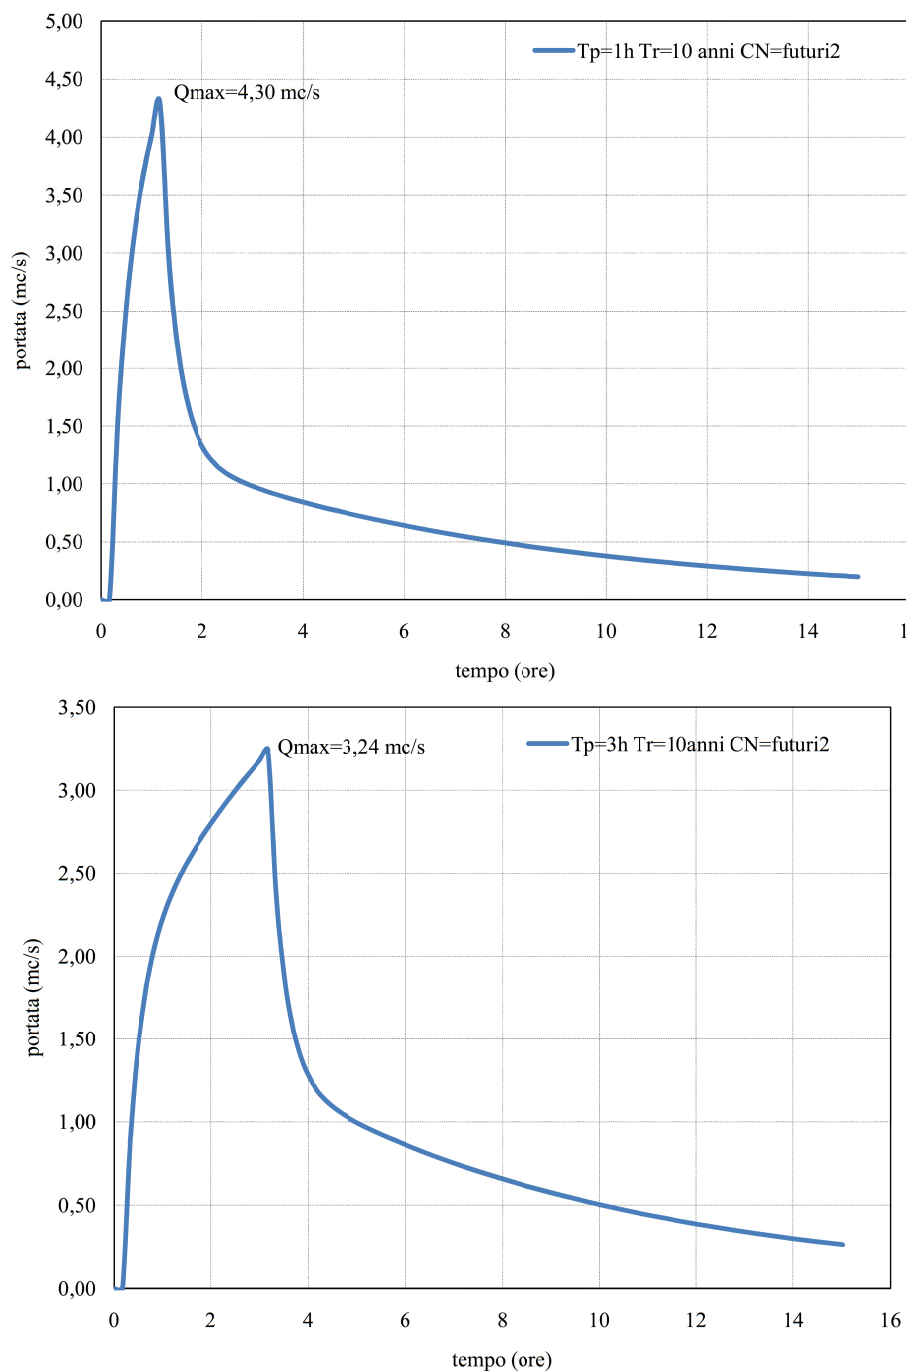 5,00
Tp=1h Tr=10 anni CN=futuri2
4,50
Qmax=4,30 mc/s
4,00
3,50
3,00
2,50
2,00
1,50
1,00
0,50
0,00
portata (mc/s)
0 2 4 6 8 10 12 14 1
tempo (ore)
3,50
Qmax=3,24 mc/s
Tp=3h Tr=10anni CN=futuri2
3,00
2,50
2,00
1,50
1,00
0,50
0,00
portata (mc/s)
0 2 4 6 8 10 12 14 16
tempo (ore)